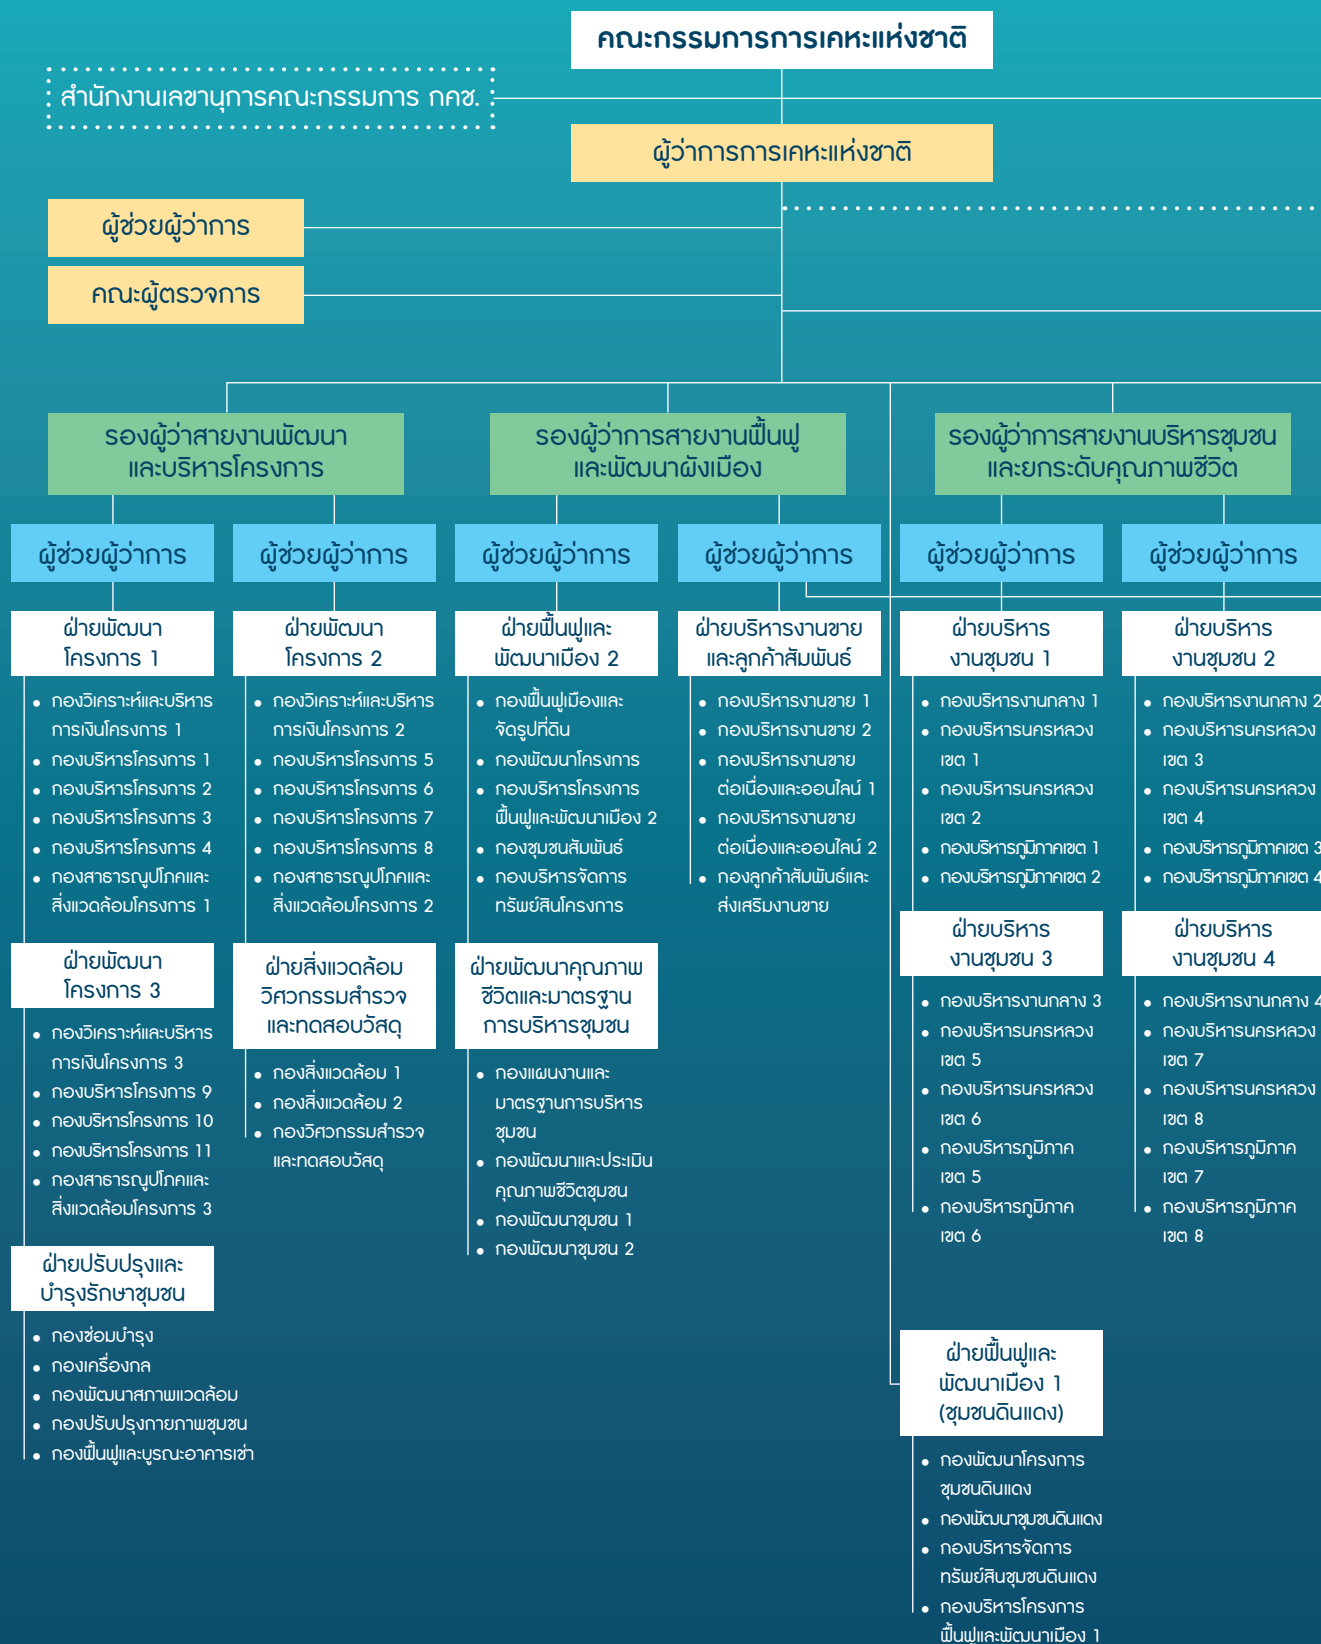 คณะกรรมการการเคหะแห่งชาติ
สำนักงานเลขานุการคณะกรรมการ กคช.
ผู้ว่าการการเคหะแห่งชาติ
ผู้ช่วยผู้ว่าการ
คณะผู้ตรวจการ
รองผู้ว่าสายงานพัฒนา
และบริหารโครงการ
รองผู้ว่าการสายงานฟื้นฟู
และพัฒนาผังเมือง
รองผู้ว่าการสายงานบริหารชุมชน
และยกระดับคุณภาพชีวิต
ผู้ช่วยผู้ว่าการ
ผู้ช่วยผู้ว่าการ
ผู้ช่วยผู้ว่าการ
ผู้ช่วยผู้ว่าการ
ผู้ช่วยผู้ว่าการ
ผู้ช่วยผู้ว่าการ
ฝ่ายพัฒนา
โครงการ 1
• กองวิเคราะห์และบริหาร
การเงินโครงการ 1
• กองบริหารโครงการ 1
• กองบริหารโครงการ 2
• กองบริหารโครงการ 3
• กองบริหารโครงการ 4
• กองสาธารณูปโภคและ
สิ่งแวดล้อมโครงการ 1
ฝ่ายพัฒนา
โครงการ 3
• กองวิเคราะห์และบริหาร
การเงินโครงการ 3
• กองบริหารโครงการ 9
• กองบริหารโครงการ 10
• กองบริหารโครงการ 11
• กองสาธารณูปโภคและ
สิ่งแวดล้อมโครงการ 3
ฝ่ายปรับปรุงและ
บำรุงรักษาชุมชน
• กองซ่อมบำรุง
• กองเครื่องกล
• กองพัฒนาสภาพแวดล้อม
• กองปรับปรุงกายภาพชุมชน
• กองฟื้นฟูและบูรณะอาคารเช่า
ฝ่ายพัฒนา
โครงการ 2
• กองวิเคราะห์และบริหาร
การเงินโครงการ 2
• กองบริหารโครงการ 5
• กองบริหารโครงการ 6
• กองบริหารโครงการ 7
• กองบริหารโครงการ 8
• กองสาธารณูปโภคและ
สิ่งแวดล้อมโครงการ 2
ฝ่ายสิ่งแวดล้อม
วิศวกรรมสำรวจ
และทดสอบวัสดุ
• กองสิ่งแวดล้อม 1
• กองสิ่งแวดล้อม 2
• กองวิศวกรรมสำรวจ
และทดสอบวัสดุ
ฝ่ายฟื้นฟูและ
พัฒนาเมือง 2
• กองฟื้นฟูเมืองและ
จัดรูปที่ดิน
• กองพัฒนาโครงการ
• กองบริหารโครงการ
ฟื้นฟูและพัฒนาเมือง 2
• กองชุมชนสัมพันธ์
• กองบริหารจัดการ
ทรัพย์สินโครงการ
ฝ่ายพัฒนาคุณภาพ
ชีวิตและมาตรฐาน
การบริหารชุมชน
• กองแผนงานและ
มาตรฐานการบริหาร
ชุมชน
• กองพัฒนาและประเมิน
คุณภาพชีวิตชุมชน
• กองพัฒนาชุมชน 1
• กองพัฒนาชุมชน 2
ฝ่ายบริหารงานขาย
และลูกค้าสัมพันธ์
• กองบริหารงานขาย 1
• กองบริหารงานขาย 2
• กองบริหารงานขาย
ต่อเนื่องและออนไลน์ 1
• กองบริหารงานขาย
ต่อเนื่องและออนไลน์ 2
• กองลูกค้าสัมพันธ์และ
ส่งเสริมงานขาย
ฝ่ายบริหาร
งานชุมชน 1
• กองบริหารงานกลาง 1
• กองบริหารนครหลวง
เขต 1
• กองบริหารนครหลวง
เขต 2
• กองบริหารภูมิภาคเขต 1
• กองบริหารภูมิภาคเขต 2
ฝ่ายบริหาร
งานชุมชน 3
• กองบริหารงานกลาง 3
• กองบริหารนครหลวง
เขต 5
• กองบริหารนครหลวง
เขต 6
• กองบริหารภูมิภาค
เขต 5
• กองบริหารภูมิภาค
เขต 6
ฝ่ายฟื้นฟูและ
พัฒนาเมือง 1
(ชุมชนดินแดง)
• กองพัฒนาโครงการ
ชุมชนดินแดง
• กองพัฒนาชุมชนดินแดง
• กองบริหารจัดการ
ทรัพย์สินชุมชนดินแดง
• กองบริหารโครงการ
ฟื้นฟูและพัฒนาเมือง 1
ฝ่ายบริหาร
งานชุมชน 2
• กองบริหารงานกลาง 2
• กองบริหารนครหลวง
เขต 3
• กองบริหารนครหลวง
เขต 4
• กองบริหารภูมิภาคเขต 3
• กองบริหารภูมิภาคเขต 4
ฝ่ายบริหาร
งานชุมชน 4
• กองบริหารงานกลาง 4
• กองบริหารนครหลวง
เขต 7
• กองบริหารนครหลวง
เขต 8
• กองบริหารภูมิภาค
เขต 7
• กองบริหารภูมิภาค
เขต 8